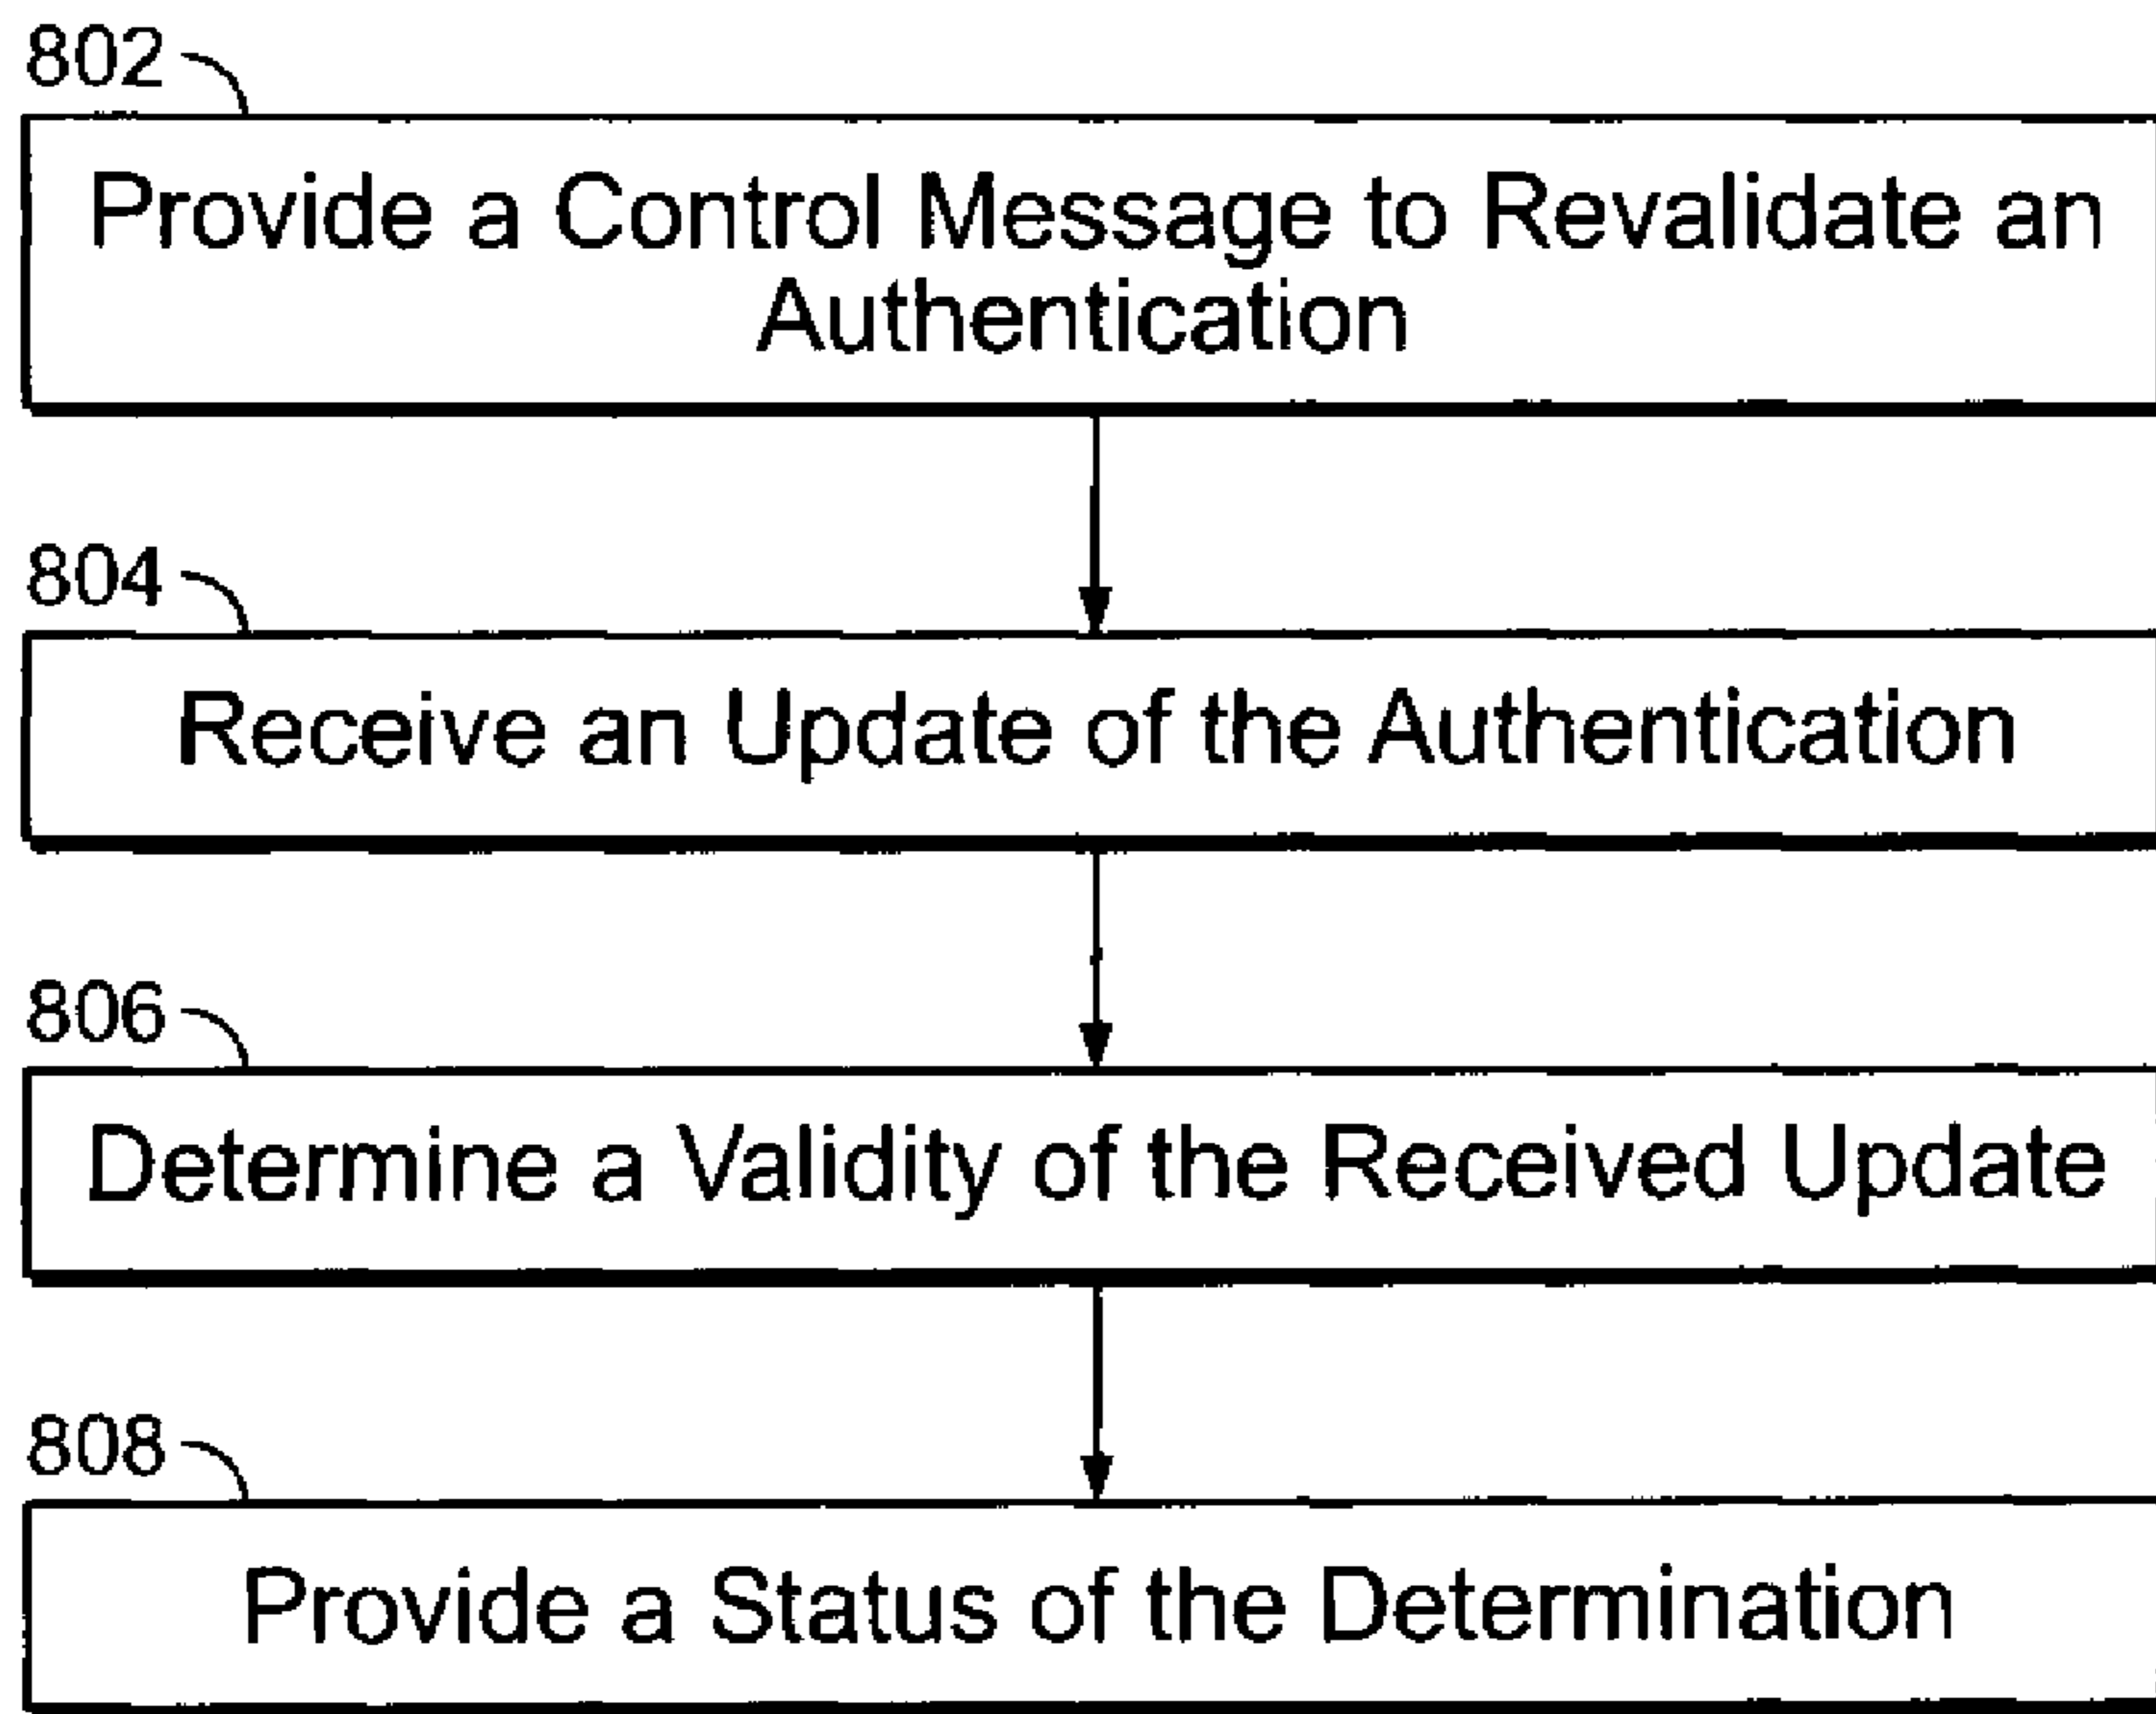 802
Provide a Control Message to Revalidate an
Authentication
804
Receive an Update of the Authentication
806
Determine a Validity of the Received Update
808
Provide a Status of the Determination